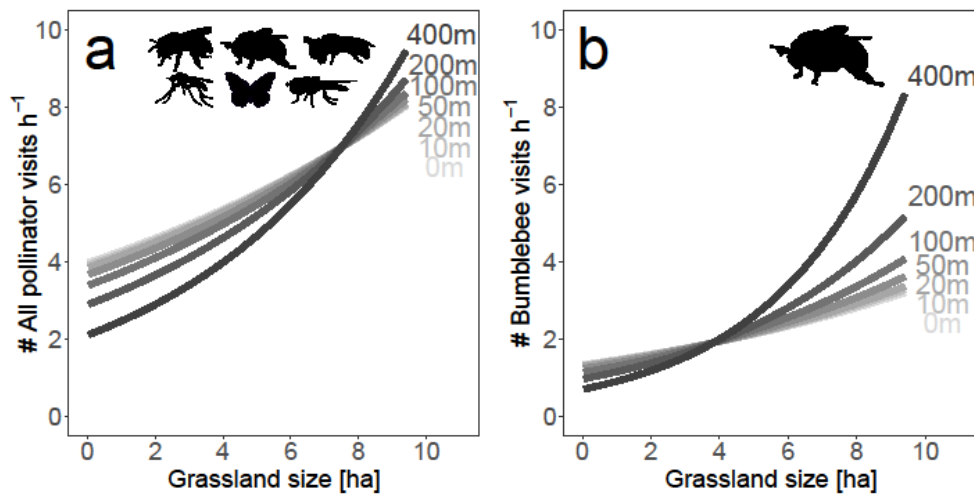 a
# All pollinator visits h⁻¹
10
8
6
4
2
0
400m
200m
100m
50m
20m
10m
0m
0 2 4 6 8 10
Grassland size [ha]
b
# Bumblebee visits h⁻¹
10
8
6
4
2
0
400m
200m
100m
50m
20m
10m
0m
0 2 4 6 8 10
Grassland size [ha]